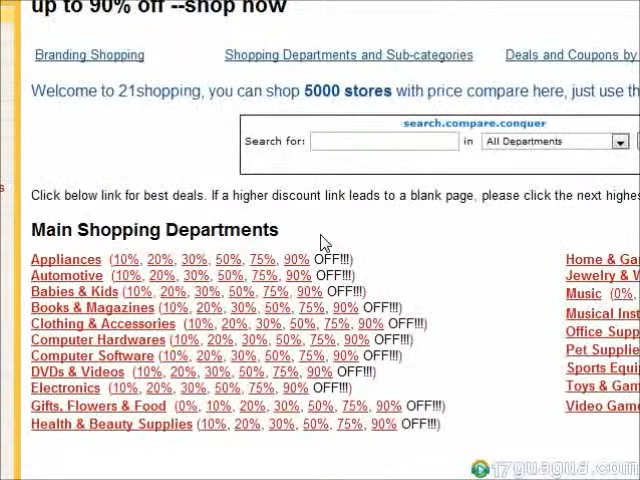 up to 90% off --shop now
Branding Shopping Shopping Departments and Sub-categories Deals and Coupons by
Welcome to 21shopping, you can shop 5000 stores with price compare here, just use th
search.compare.conquer
Search for: in All Departments
Click below link for best deals. If a higher discount link leads to a blank page, please click the next highes
Main Shopping Departments
Appliances (10%, 20%, 30%, 50%, 75%, 90% OFF!!!)
Automotive (10%, 20%, 30%, 50%, 75%, 90% OFF!!!)
Babies & Kids (10%, 20%, 30%, 50%, 75%, 90% OFF!!!)
Books & Magazines (10%, 20%, 30%, 50%, 75%, 90% OFF!!!)
Clothing & Accessories (10%, 20%, 30%, 50%, 75%, 90% OFF!!!)
Computer Hardwares (10%, 20%, 30%, 50%, 75%, 90% OFF!!!)
Computer Software (10%, 20%, 30%, 50%, 75%, 90% OFF!!!)
DVDs & Videos (10%, 20%, 30%, 50%, 75%, 90% OFF!!!)
Electronics (10%, 20%, 30%, 50%, 75%, 90% OFF!!!)
Gifts, Flowers & Food (0%, 10%, 20%, 30%, 50%, 75%, 90% OFF!!!)
Health & Beauty Supplies (10%, 20%, 30%, 50%, 75%, 90% OFF!!!)
Home & Ga
Jewelry & W
Music (0%,
Musical Inst
Office Supp
Pet Supplie
Sports Equi
Toys & Gam
Video Gam
17guagua.com